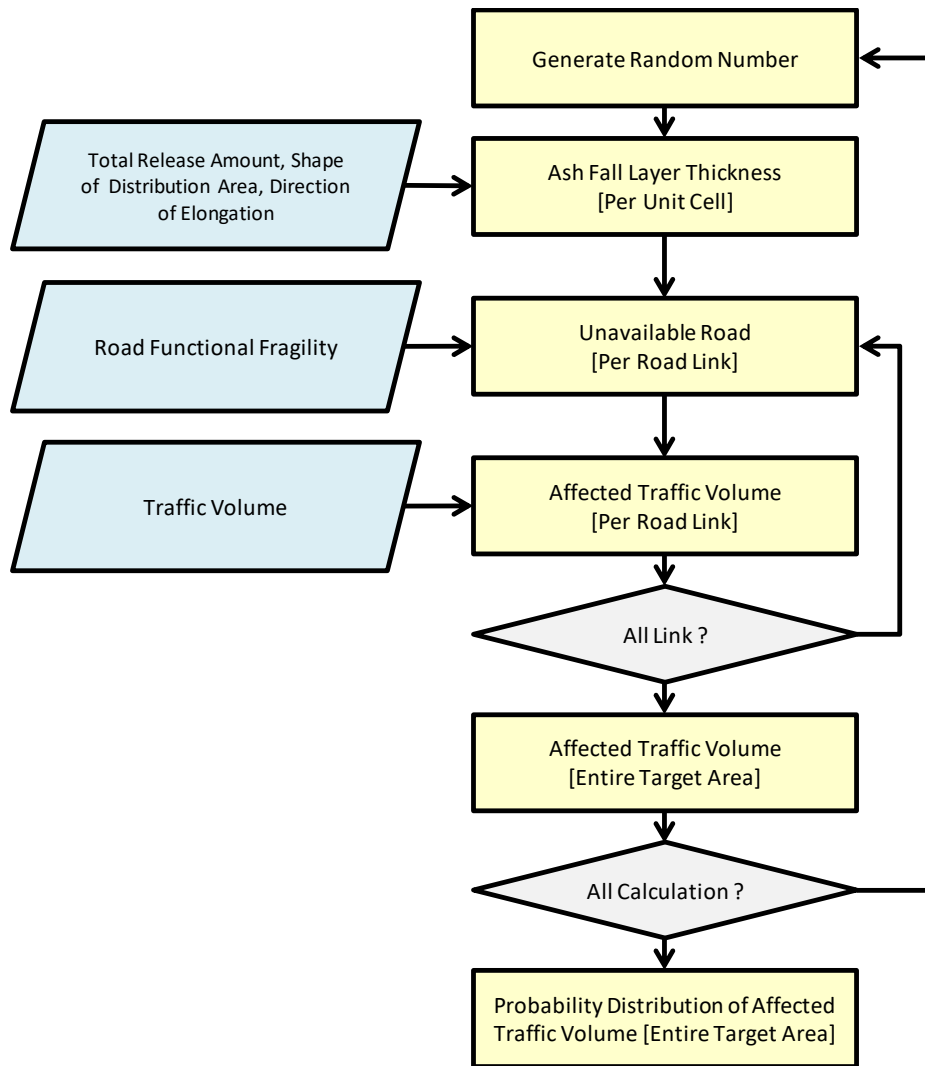 Generate Random Number
Total Release Amount, Shape
of Distribution Area, Direction
of Elongation
Ash Fall Layer Thickness
[Per Unit Cell]
Road Functional Fragility
Unavailable Road
[Per Road Link]
Traffic Volume
Affected Traffic Volume
[Per Road Link]
All Link ?
Affected Traffic Volume
[Entire Target Area]
All Calculation ?
Probability Distribution of Affected
Traffic Volume [Entire Target Area]